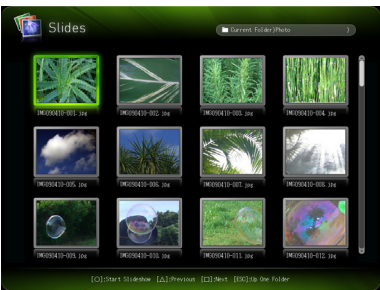 Slides
Current Folder)Photo )
IMG090410-001.jpg IMG090410-002.jpg IMG090410-003.jpg IMG090410-004.jpg
IMG090410-005.jpg IMG090410-006.jpg IMG090410-007.jpg IMG090410-008.jpg
IMG090410-009.jpg IMG090410-010.jpg IMG090410-011.jpg IMG090410-012.jpg
[○]:Start Slideshow [△]:Previous [□]:Next [ESC]:Up One Folder